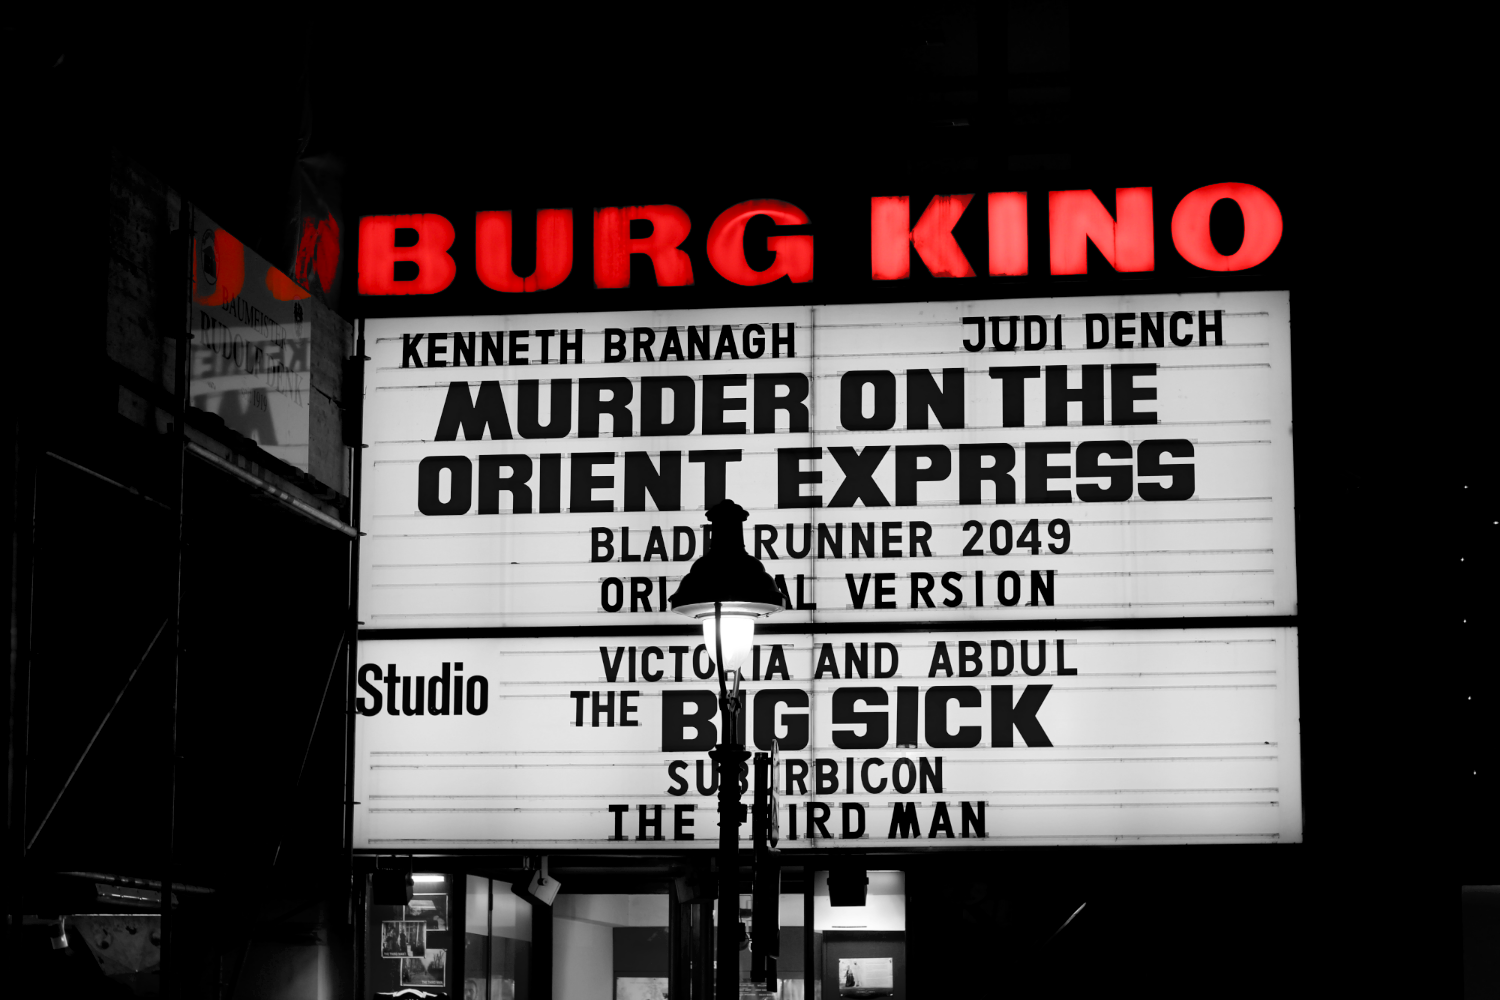 BURG KINO
KENNETH BRANAGH JUDI DENCH
MURDER ON THE
ORIENT EXPRESS
BLADE RUNNER 2049
ORIGINAL VERSION
Studio
VICTORIA AND ABDUL
THE BIG SICK
SUBURBICON
THE THIRD MAN
BAUMEISTER